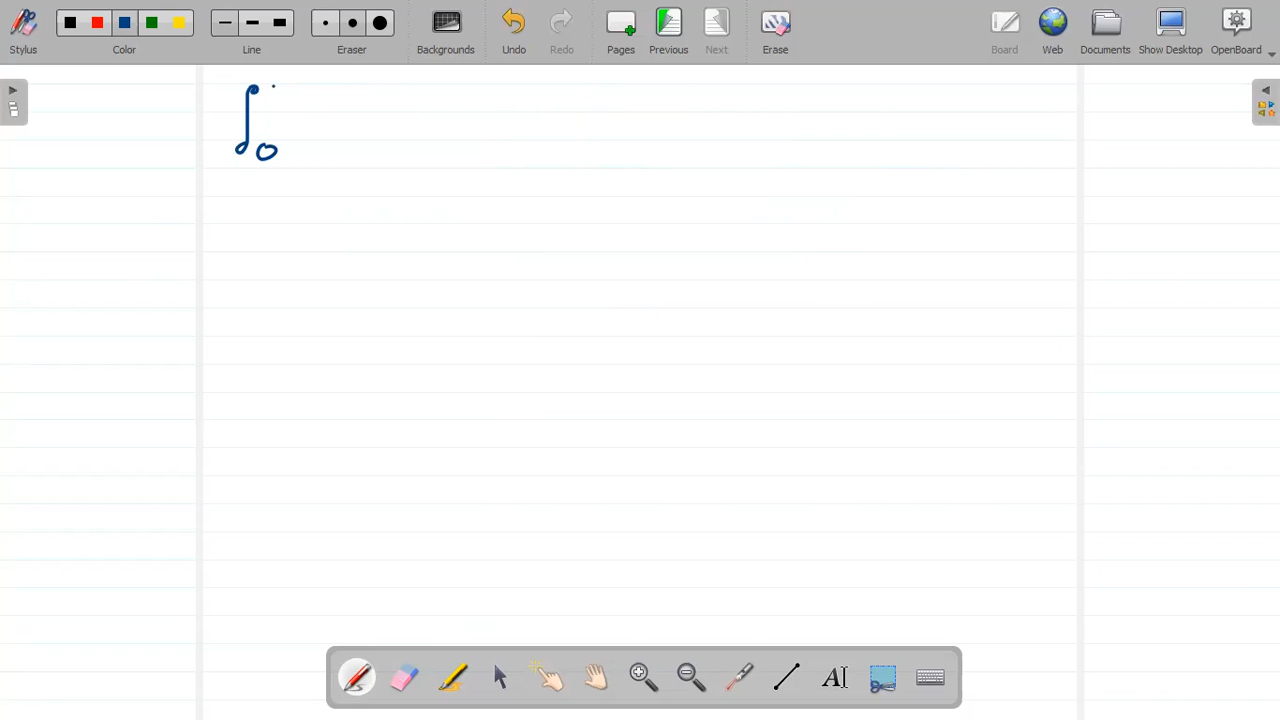 Stylus Color Line Eraser Backgrounds Undo Redo Pages Previous Next Erase Board Web Documents Show Desktop OpenBoard
∫
0
A